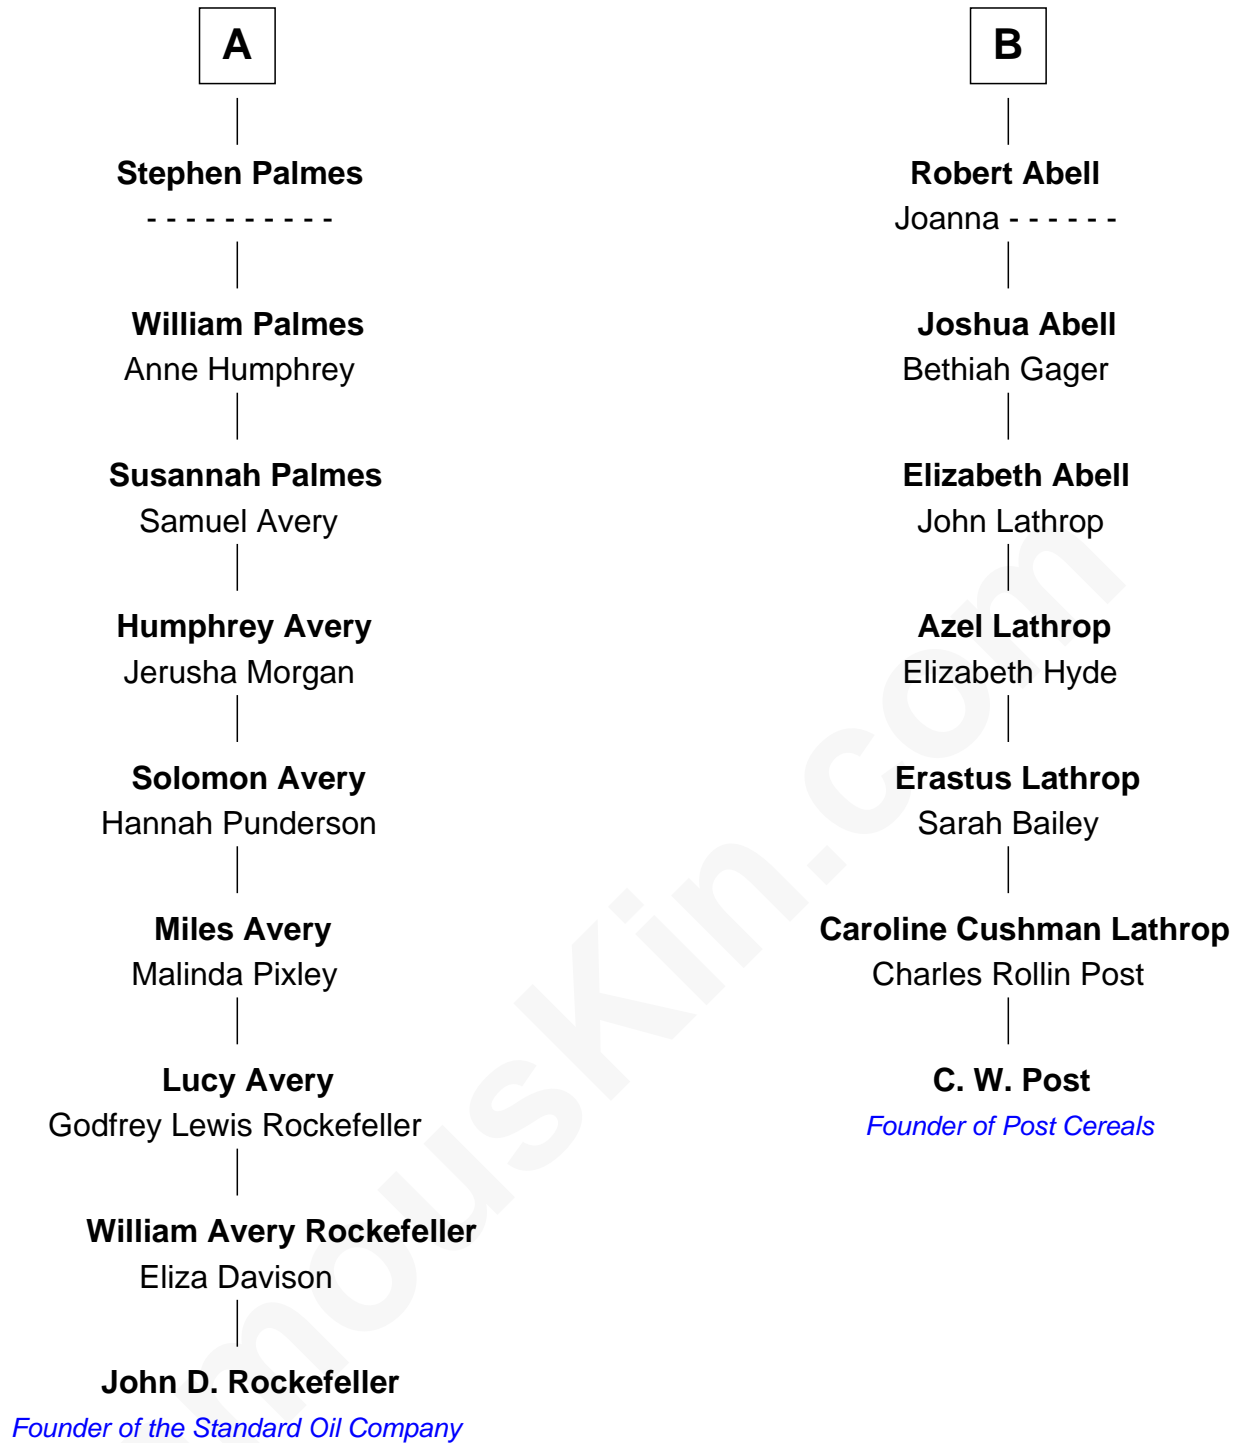 A
Stephen Palmes
- - - - - - - - - -
William Palmes
Anne Humphrey
Susannah Palmes
Samuel Avery
Humphrey Avery
Jerusha Morgan
Solomon Avery
Hannah Punderson
Miles Avery
Malinda Pixley
Lucy Avery
Godfrey Lewis Rockefeller
William Avery Rockefeller
Eliza Davison
John D. Rockefeller
Founder of the Standard Oil Company
B
Robert Abell
Joanna - - - - - -
Joshua Abell
Bethiah Gager
Elizabeth Abell
John Lathrop
Azel Lathrop
Elizabeth Hyde
Erastus Lathrop
Sarah Bailey
Caroline Cushman Lathrop
Charles Rollin Post
C. W. Post
Founder of Post Cereals
mousKin.com